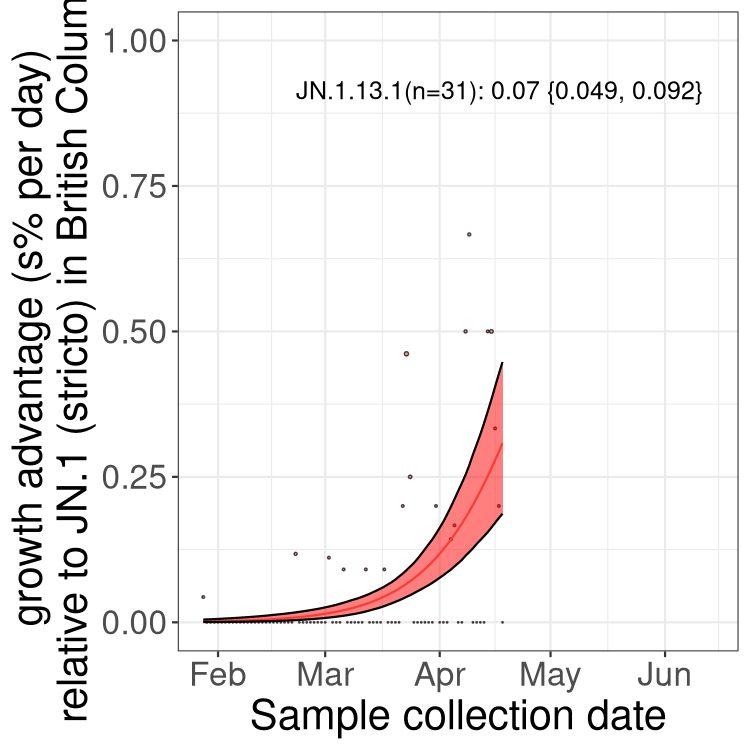 growth advantage (s% per day)
relative to JN.1 (stricto) in British Colum
1.00
0.75
0.50
0.25
0.00
JN.1.13.1(n=31): 0.07 {0.049, 0.092}
Feb Mar Apr May Jun
Sample collection date